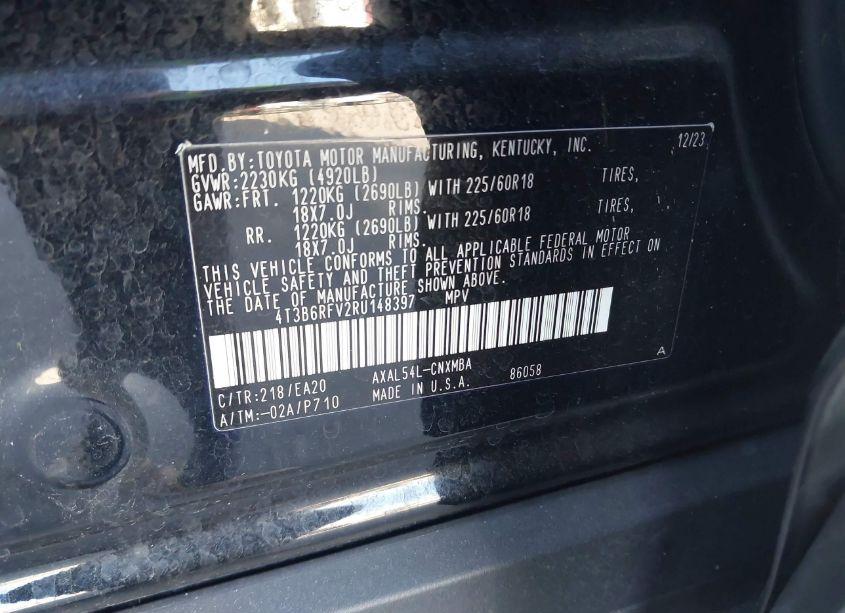 MFD. BY: TOYOTA MOTOR MANUFACTURING, KENTUCKY, INC. 12/23
GVWR: 2230KG (4920LB)
GAWR: FRT. 1220KG (2690LB) WITH 225/60R18 TIRES,
18X7.0J RIMS.
RR. 1220KG (2690LB) WITH 225/60R18 TIRES,
18X7.0J RIMS.
THIS VEHICLE CONFORMS TO ALL APPLICABLE FEDERAL MOTOR
VEHICLE SAFETY AND THEFT PREVENTION STANDARDS IN EFFECT ON
THE DATE OF MANUFACTURE SHOWN ABOVE.
4T3B6RFV2RU148397 MPV
C/TR: 218/EA20 AXAL54L-CNXMBA 86058 A
A/TM: -02A/P710 MADE IN U.S.A.